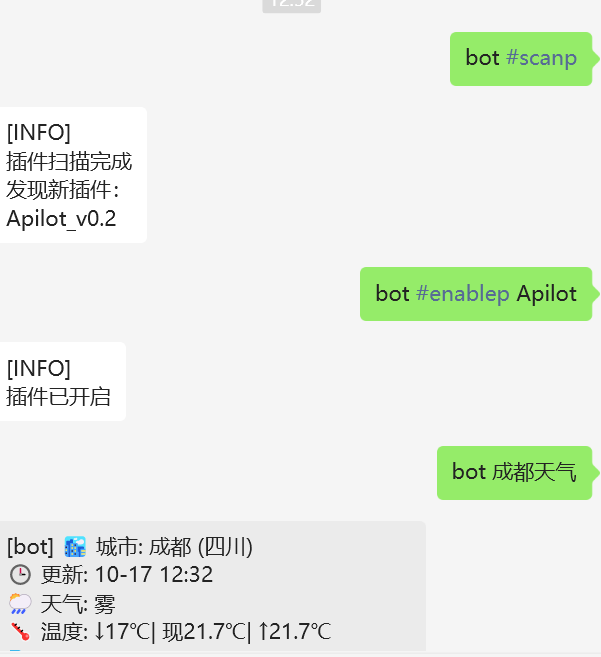 12:52
bot #scanp
[INFO]
插件扫描完成
发现新插件：
Apilot_v0.2
bot #enablep Apilot
[INFO]
插件已开启
bot 成都天气
[bot] 城市: 成都 (四川)
更新: 10-17 12:32
天气: 雾
温度: ↓17℃| 现21.7℃| ↑21.7℃